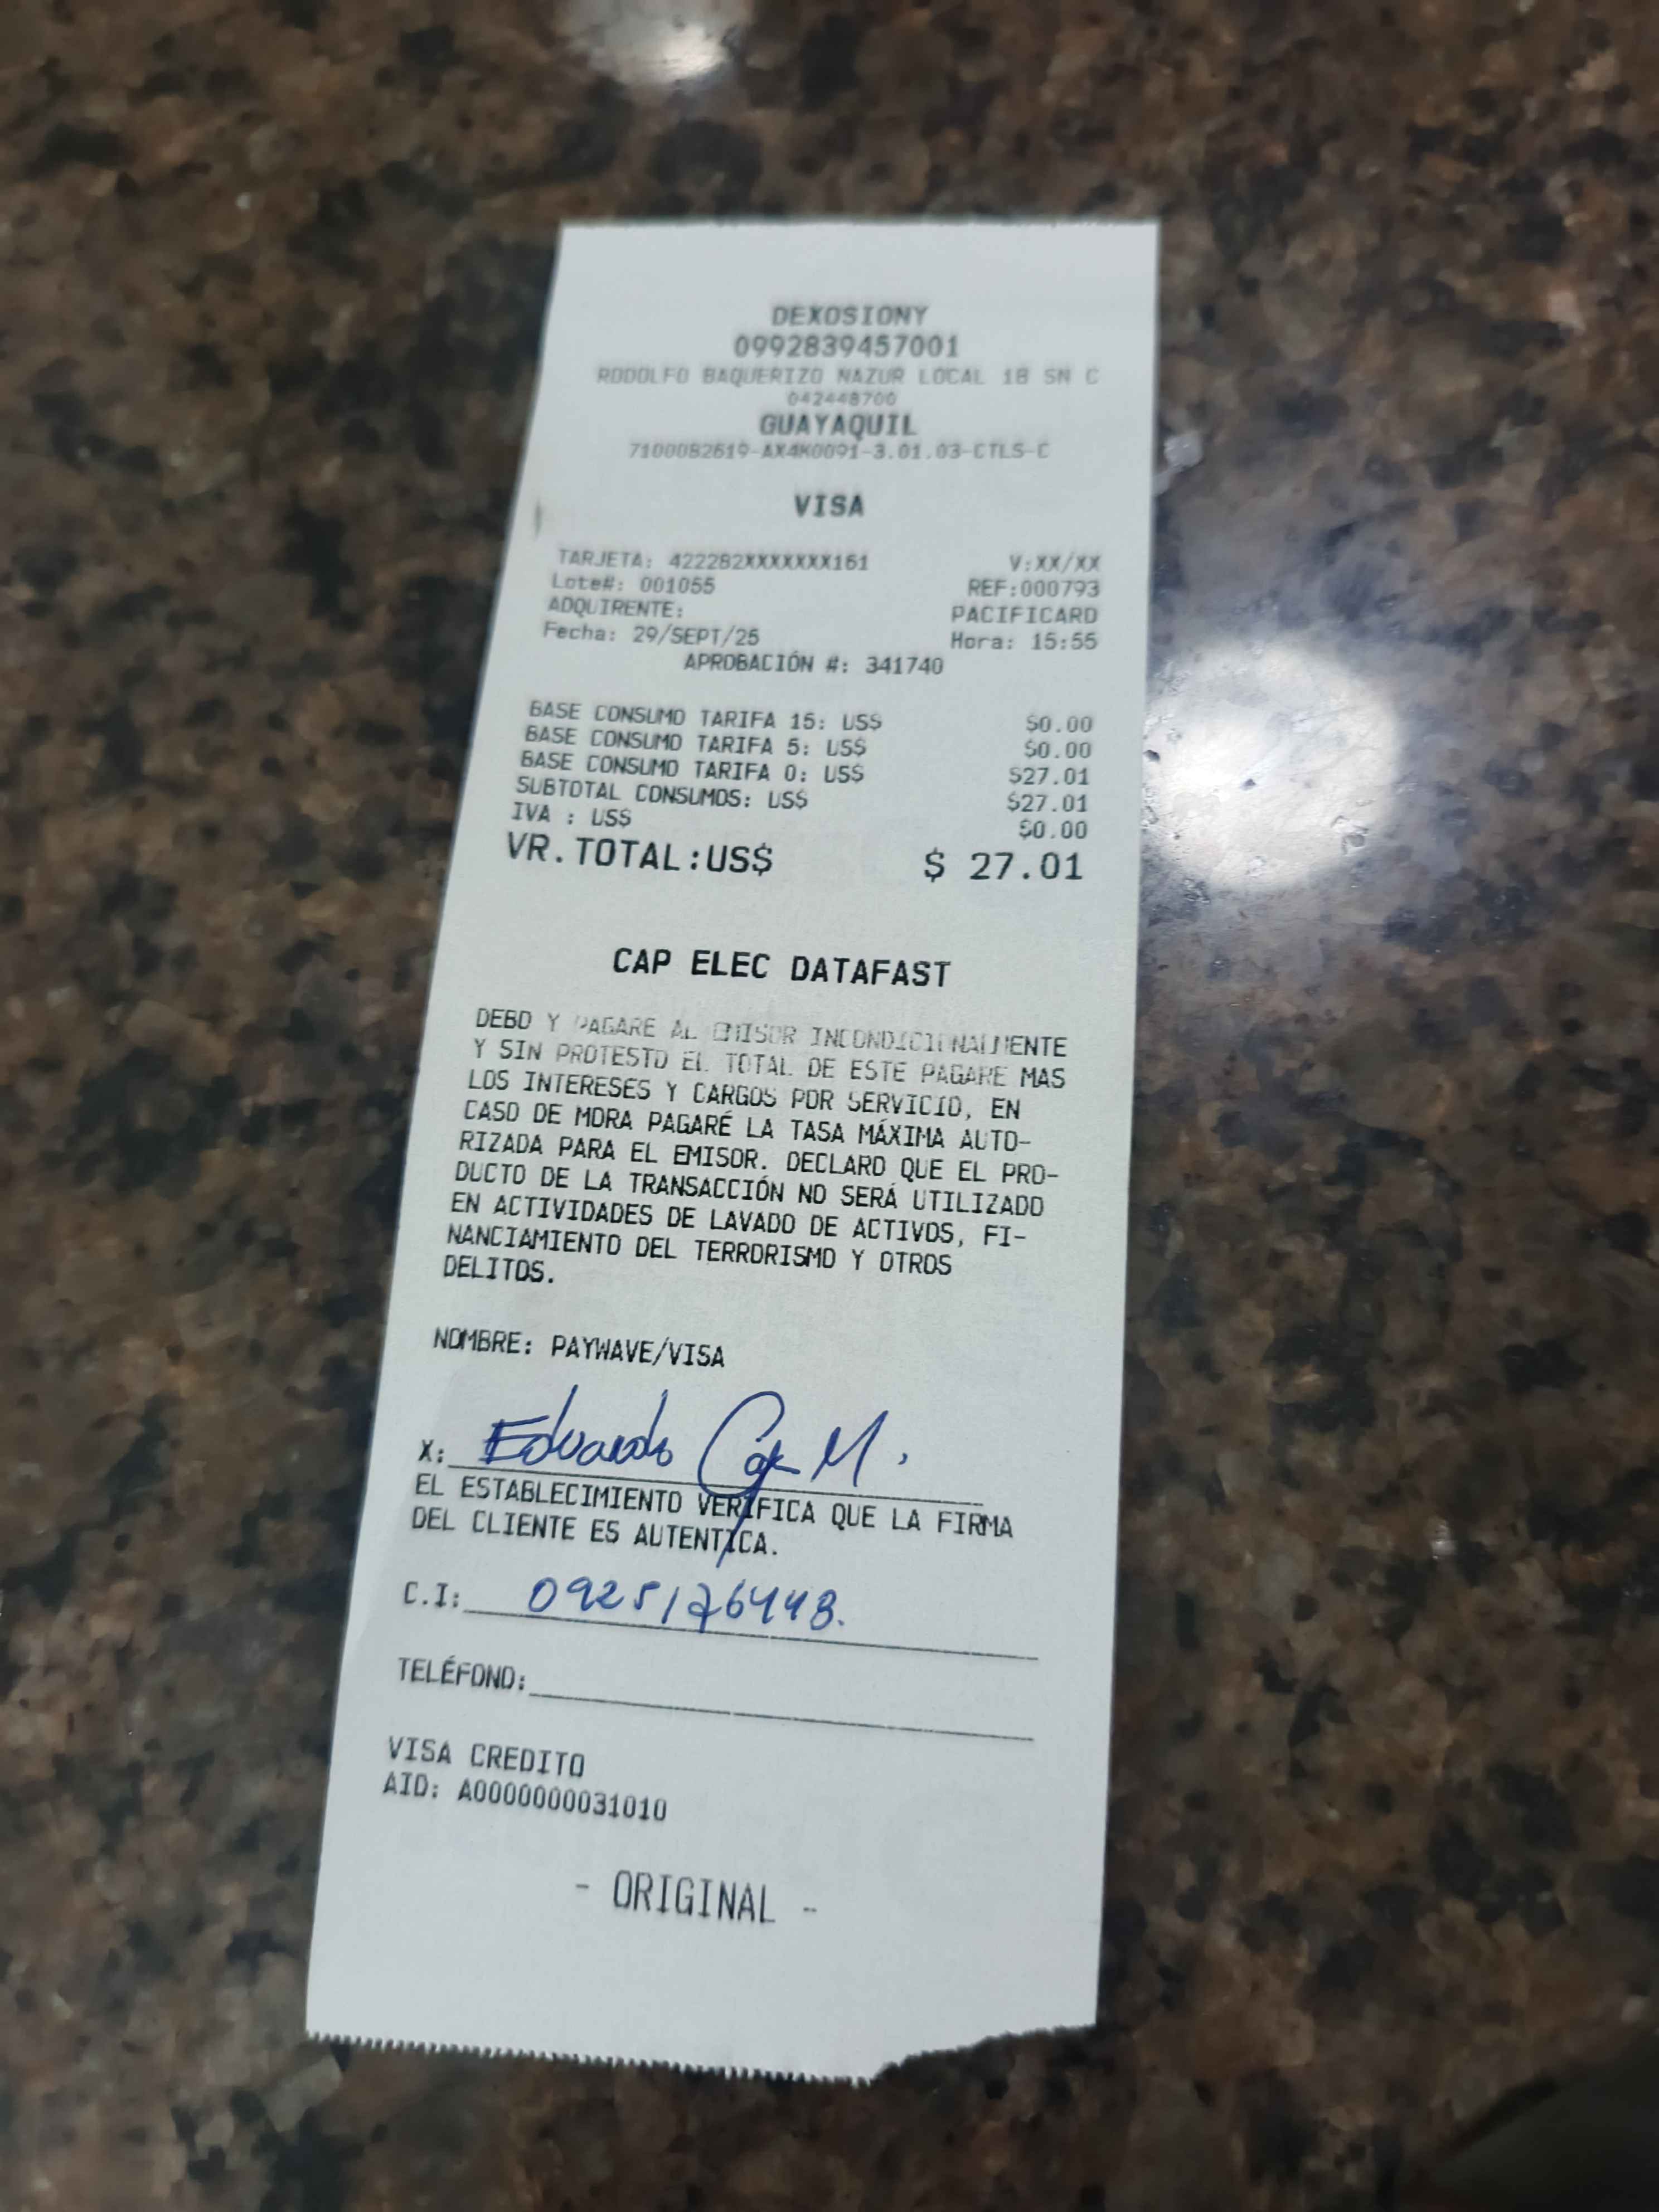 DEXOSIONY
0992839457001
RODOLFO BAQUERIZO NAZUR LOCAL 18 SN C
042448700
GUAYAQUIL
7100082619-AX4K0091-3.01.03-CTLS-C
VISA
TARJETA: 422282XXXXXXX161 V:XX/XX
Lote#: 001055 REF:000793
ADQUIRENTE: PACIFICARD
Fecha: 29/SEPT/25 Hora: 15:55
APROBACIÓN #: 341740
BASE CONSUMO TARIFA 15: US$ $0.00
BASE CONSUMO TARIFA 5: US$ $0.00
BASE CONSUMO TARIFA 0: US$ $27.01
SUBTOTAL CONSUMOS: US$ $27.01
IVA : US$ $0.00
VR.TOTAL:US$ $ 27.01
CAP ELEC DATAFAST
DEBO Y PAGARE AL EMISOR INCONDICIONALMENTE
Y SIN PROTESTO EL TOTAL DE ESTE PAGARE MAS
LOS INTERESES Y CARGOS POR SERVICIO, EN
CASO DE MORA PAGARÉ LA TASA MÁXIMA AUTO-
RIZADA PARA EL EMISOR. DECLARO QUE EL PRO-
DUCTO DE LA TRANSACCIÓN NO SERÁ UTILIZADO
EN ACTIVIDADES DE LAVADO DE ACTIVOS, FI-
NANCIAMIENTO DEL TERRORISMO Y OTROS
DELITOS.
NOMBRE: PAYWAVE/VISA
X: Eduardo M.
EL ESTABLECIMIENTO VERIFICA QUE LA FIRMA
DEL CLIENTE ES AUTENTICA.
C.I: 0925176448.
TELÉFONO:
VISA CREDITO
AID: A0000000031010
- ORIGINAL -